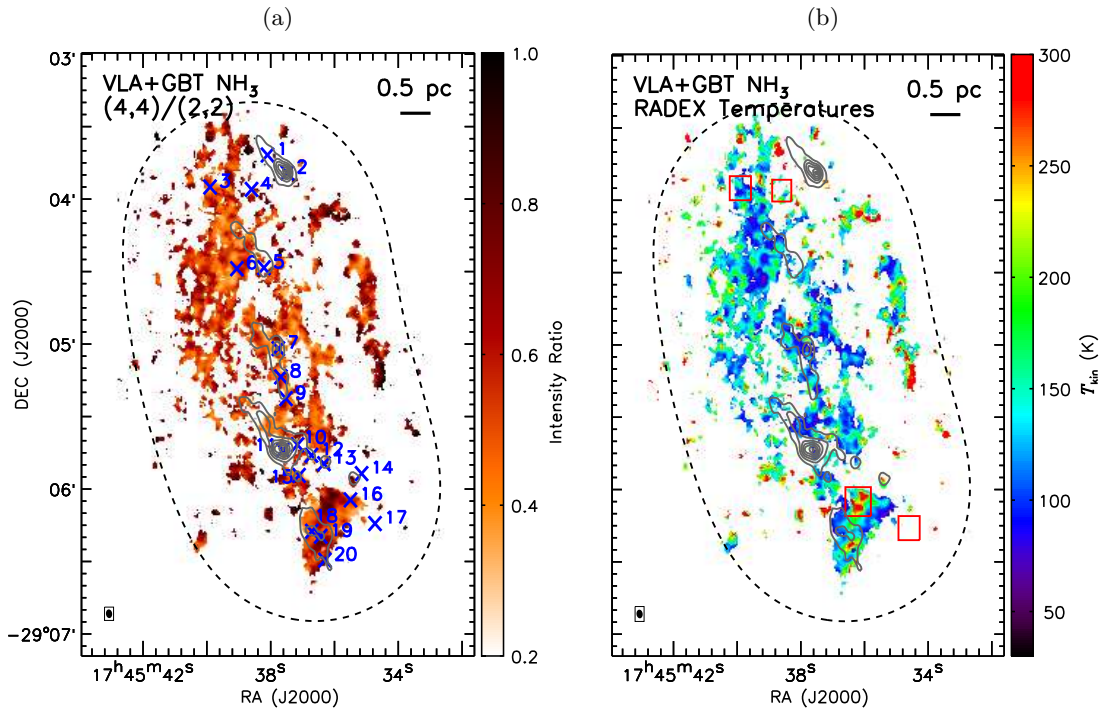 (a)
(b)
VLA+GBT NH3
(4,4)/(2,2)
0.5 pc
VLA+GBT NH3
RADEX Temperatures
0.5 pc
03'
04'
05'
06'
−29°07'
DEC (J2000)
17h45m42s
38s
34s
RA (J2000)
1
2
3
4
5
6
7
8
9
10
11
12
13
14
15
16
17
8
19
20
1.0
0.8
0.6
0.4
0.2
Intensity Ratio
17h45m42s
38s
34s
RA (J2000)
300
250
200
150
100
50
Tkin (K)